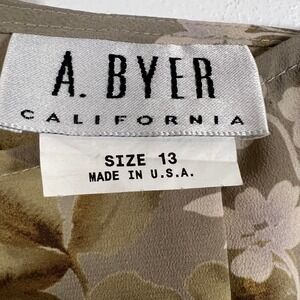 A. BYER
CALIFORNIA
SIZE 13
MADE IN U.S.A.